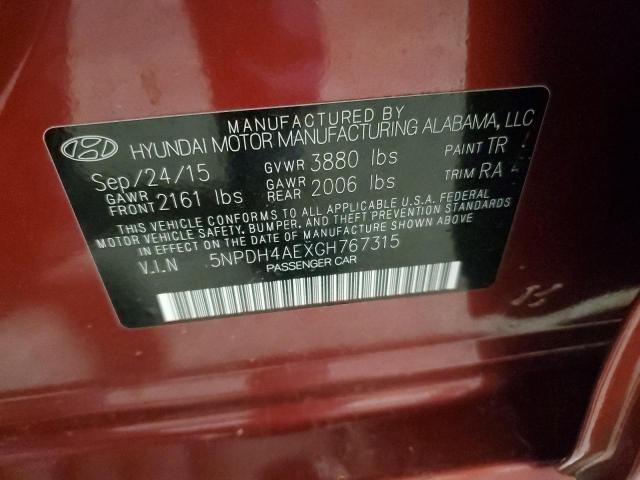 MANUFACTURED BY
HYUNDAI MOTOR MANUFACTURING ALABAMA, LLC
Sep/24/15 GVWR 3880 lbs PAINT TR
GAWR FRONT 2161 lbs GAWR REAR 2006 lbs TRIM RA
THIS VEHICLE CONFORMS TO ALL APPLICABLE U.S.A. FEDERAL
MOTOR VEHICLE SAFETY, BUMPER, AND THEFT PREVENTION STANDARDS
IN EFFECT ON THE DATE OF MANUFACTURE SHOWN ABOVE
V.I.N 5NPDH4AEXGH767315
PASSENGER CAR